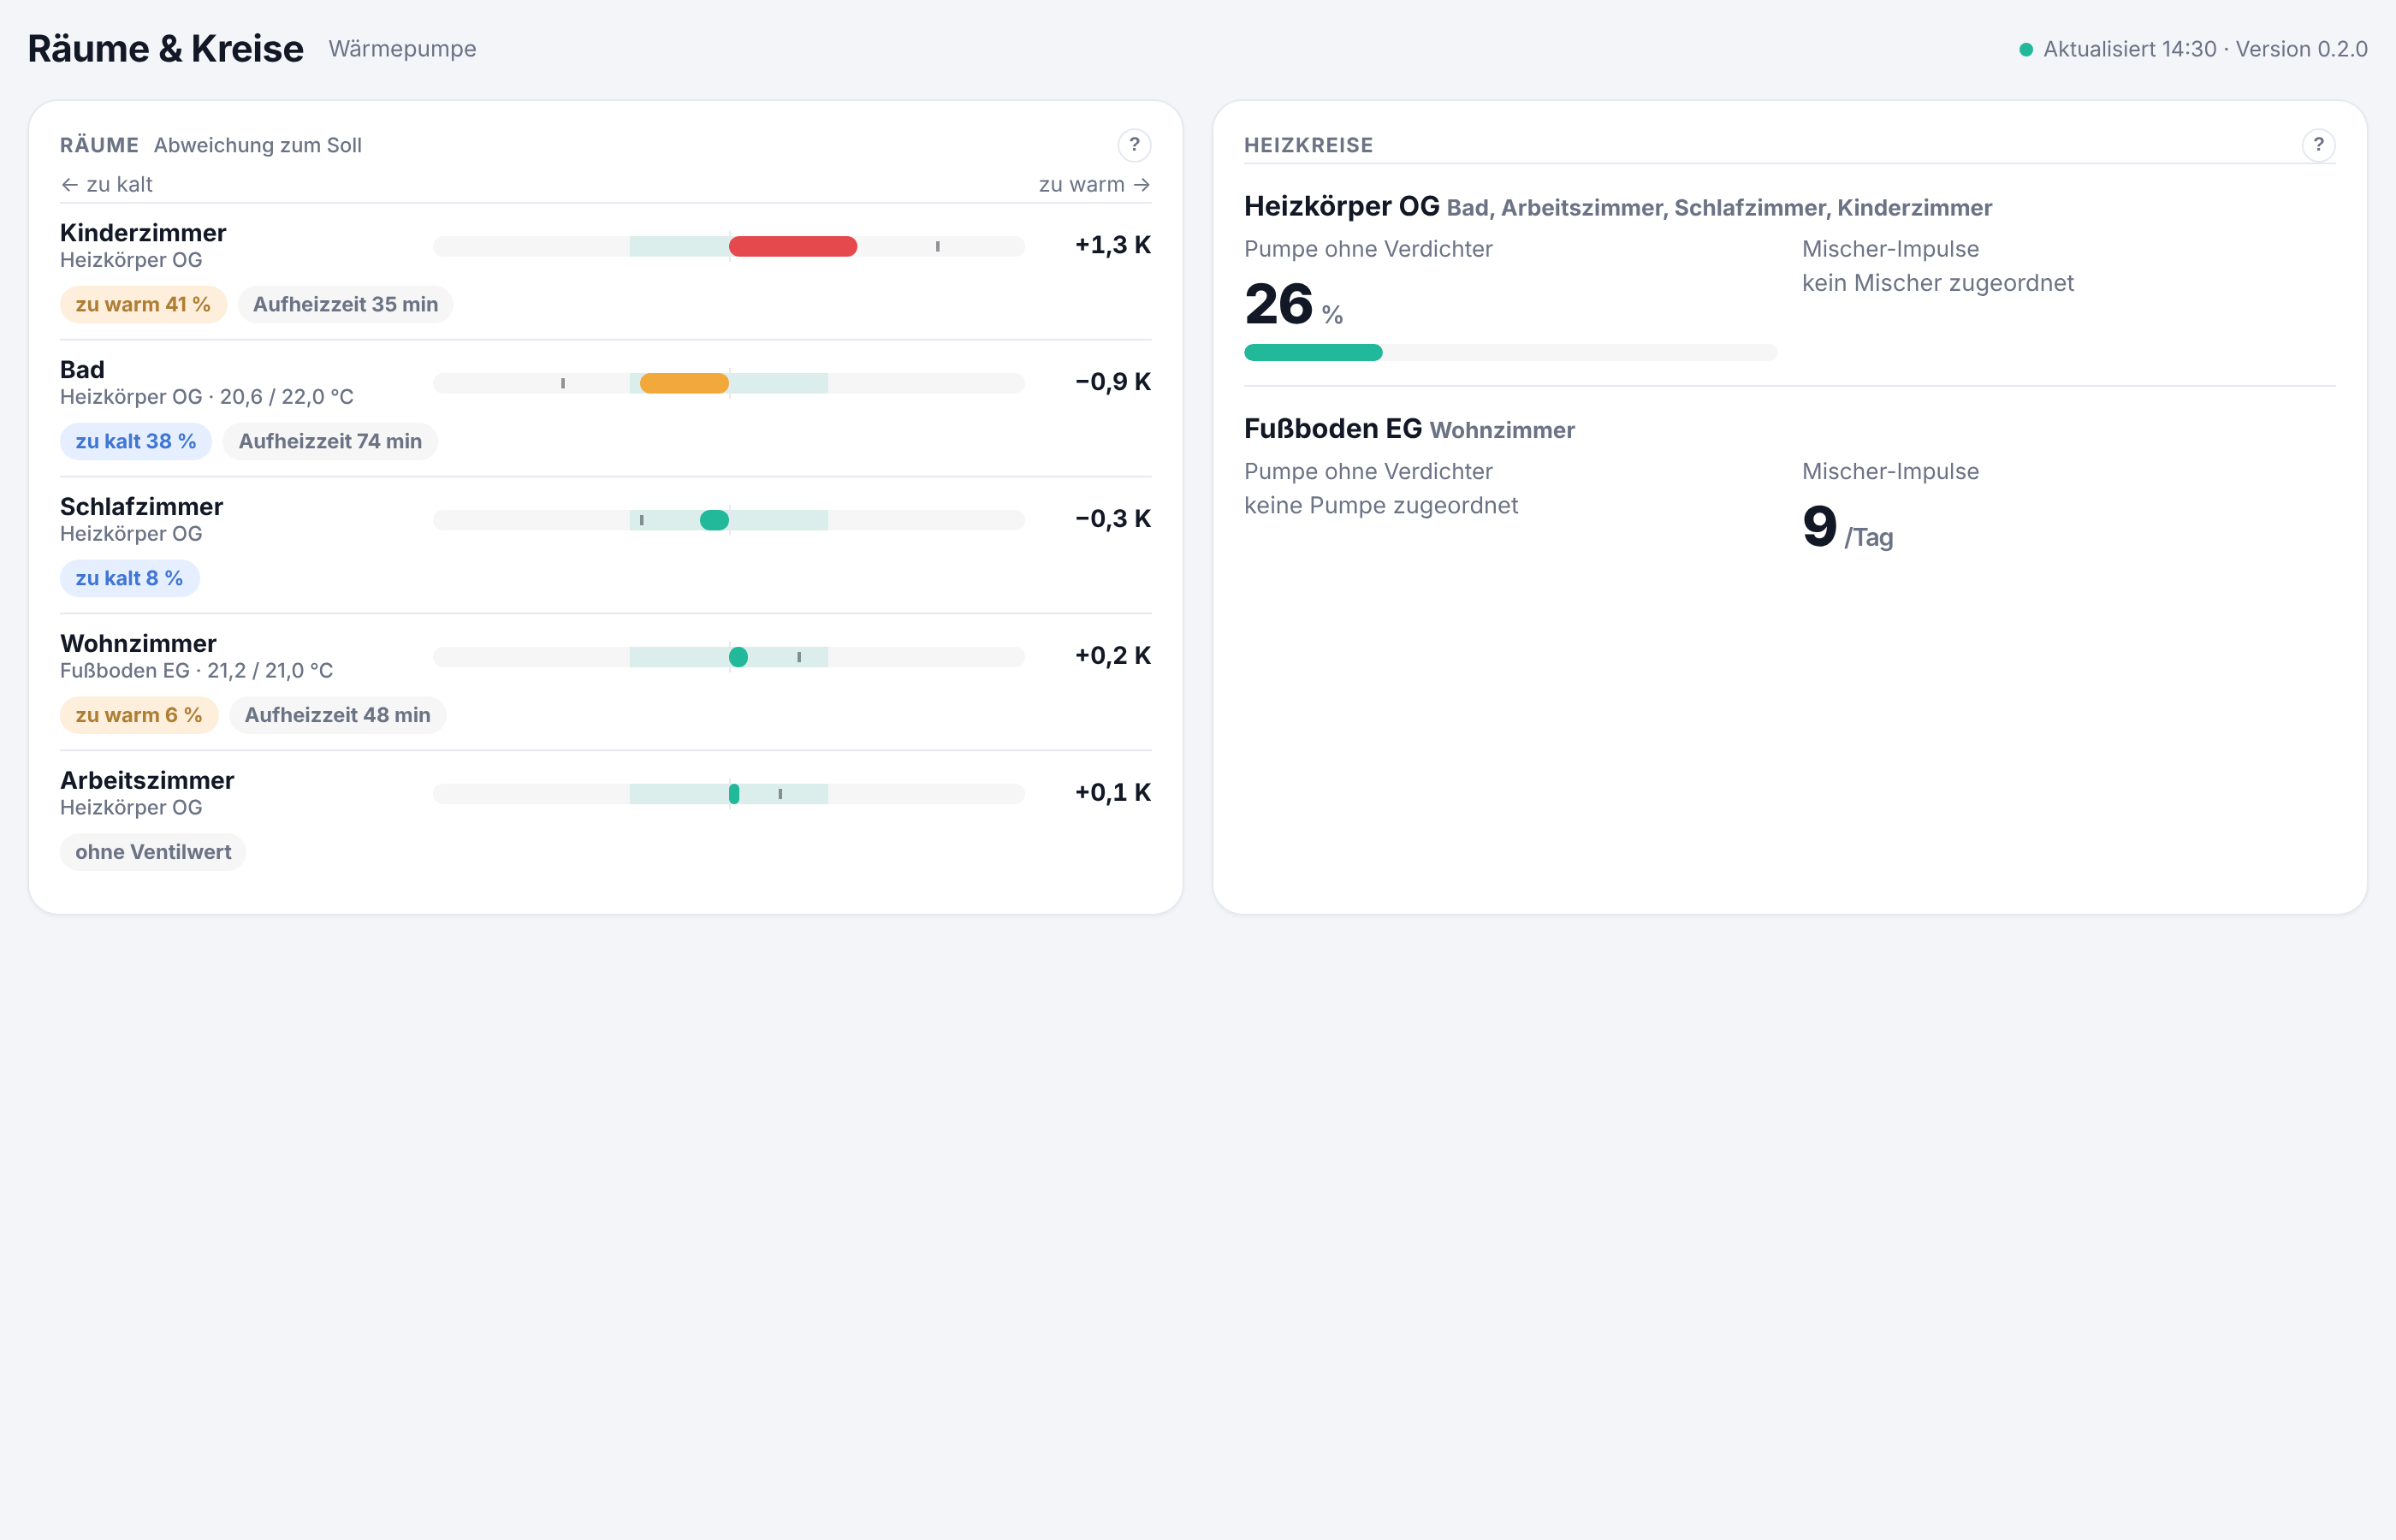 Räume & Kreise Wärmepumpe
Aktualisiert 14:30 · Version 0.2.0
RÄUME Abweichung zum Soll ?
← zu kalt zu warm →
Kinderzimmer
Heizkörper OG
+1,3 K
zu warm 41 % Aufheizzeit 35 min
Bad
Heizkörper OG · 20,6 / 22,0 °C
−0,9 K
zu kalt 38 % Aufheizzeit 74 min
Schlafzimmer
Heizkörper OG
−0,3 K
zu kalt 8 %
Wohnzimmer
Fußboden EG · 21,2 / 21,0 °C
+0,2 K
zu warm 6 % Aufheizzeit 48 min
Arbeitszimmer
Heizkörper OG
+0,1 K
ohne Ventilwert
HEIZKREISE ?
Heizkörper OG Bad, Arbeitszimmer, Schlafzimmer, Kinderzimmer
Pumpe ohne Verdichter
26 %
Mischer-Impulse
kein Mischer zugeordnet
Fußboden EG Wohnzimmer
Pumpe ohne Verdichter
keine Pumpe zugeordnet
Mischer-Impulse
9 /Tag